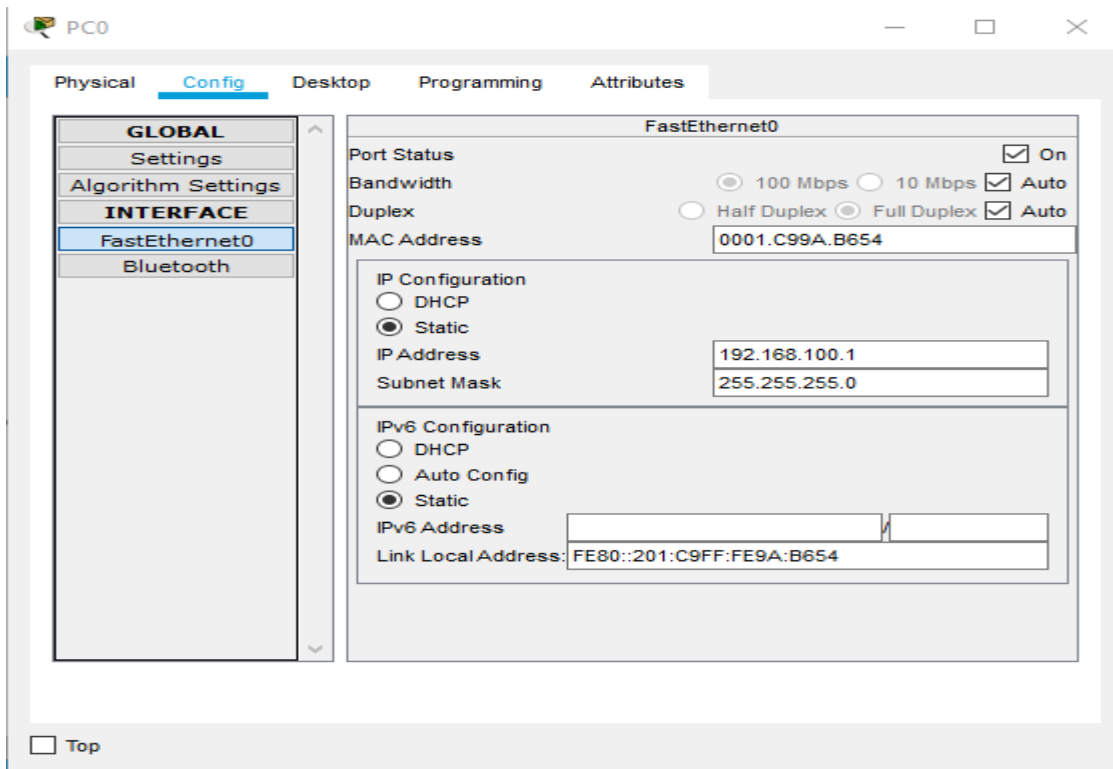 PC0
Physical Config Desktop Programming Attributes
GLOBAL
Settings
Algorithm Settings
INTERFACE
FastEthernet0
Bluetooth
FastEthernet0
Port Status On
Bandwidth 100 Mbps 10 Mbps Auto
Duplex Half Duplex Full Duplex Auto
MAC Address 0001.C99A.B654
IP Configuration
DHCP
Static
IP Address 192.168.100.1
Subnet Mask 255.255.255.0
IPv6 Configuration
DHCP
Auto Config
Static
IPv6 Address /
Link Local Address: FE80::201:C9FF:FE9A:B654
Top